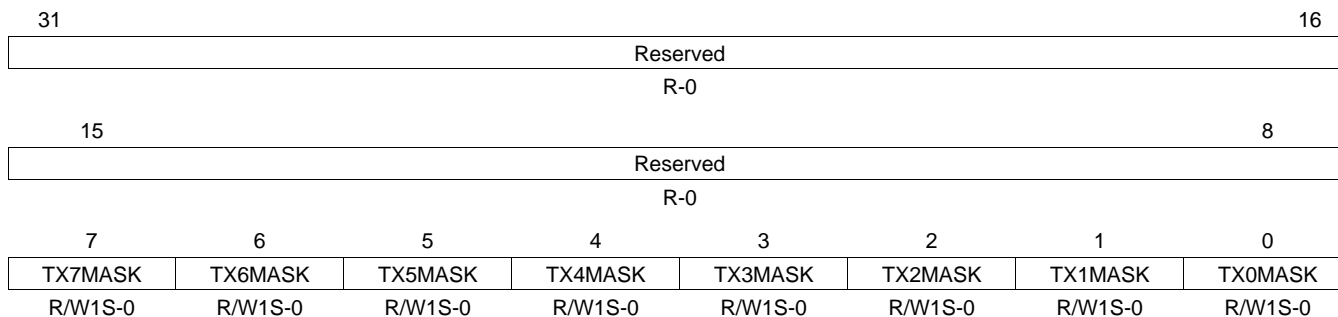 31 16
Reserved
R-0
15 8
Reserved
R-0
7 6 5 4 3 2 1 0
TX7MASK TX6MASK TX5MASK TX4MASK TX3MASK TX2MASK TX1MASK TX0MASK
R/W1S-0 R/W1S-0 R/W1S-0 R/W1S-0 R/W1S-0 R/W1S-0 R/W1S-0 R/W1S-0